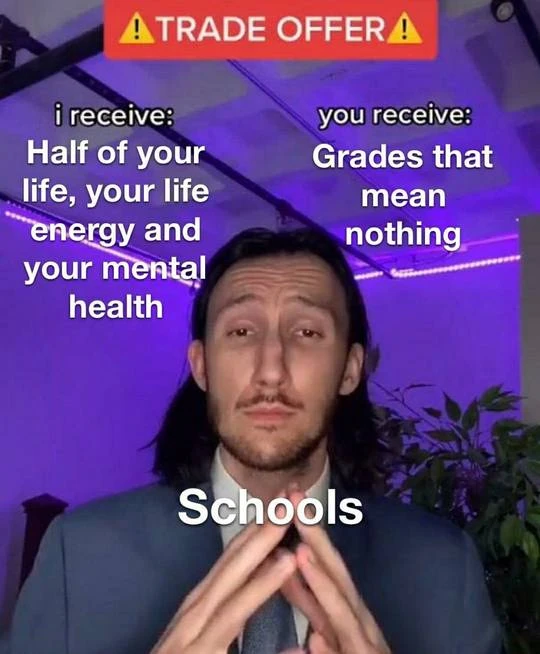 ⚠TRADE OFFER⚠
i receive:
Half of your
life, your life
energy and
your mental
health
you receive:
Grades that
mean
nothing
Schools